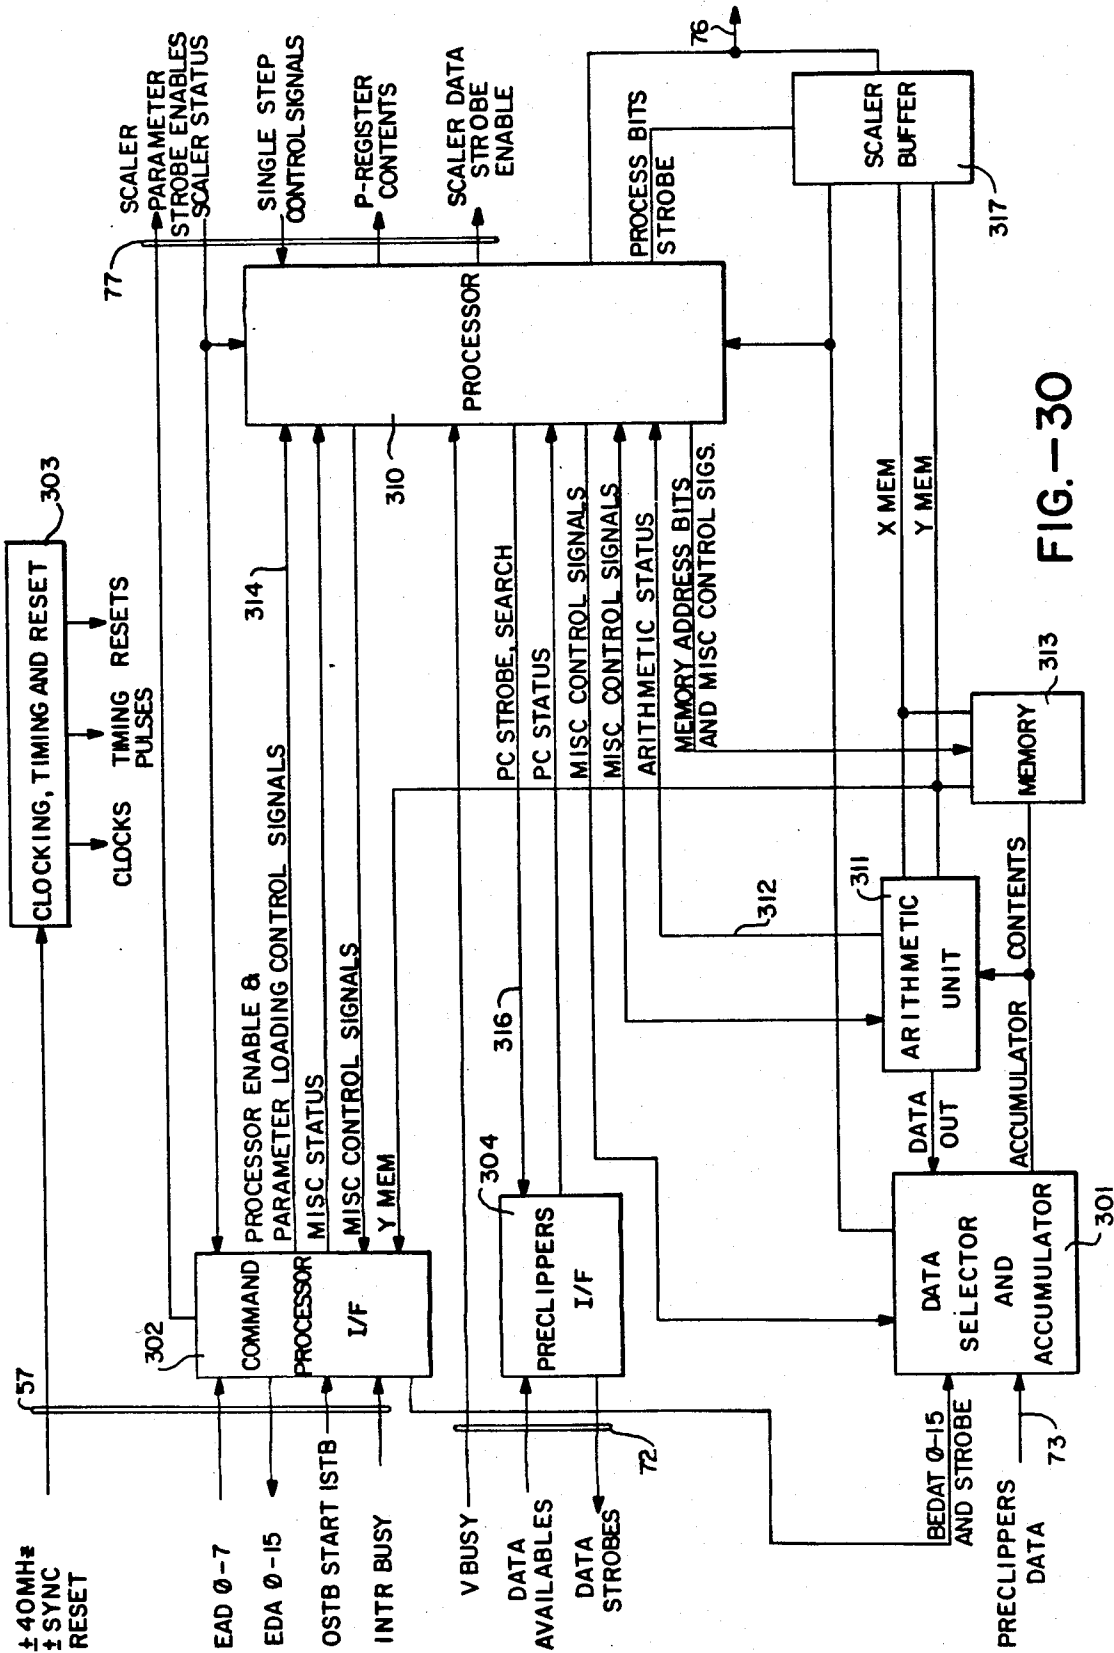 ±40MHz
±SYNC
RESET
57
CLOCKING, TIMING AND RESET
303
CLOCKS
TIMING
PULSES
RESETS
77
SCALER
PARAMETER
STROBE ENABLES
SCALER STATUS
SINGLE STEP
CONTROL SIGNALS
P-REGISTER
CONTENTS
SCALER DATA
STROBE
ENABLE
EAD 0-7
EDA 0-15
OSTB START ISTB
INTR BUSY
302
COMMAND
PROCESSOR
I/F
PROCESSOR ENABLE &
PARAMETER LOADING CONTROL SIGNALS
314
MISC STATUS
MISC CONTROL SIGNALS
Y MEM
310
PROCESSOR
V BUSY
DATA
AVAILABLES
DATA
STROBES
72
304
PRECLIPPERS
I/F
316
PC STROBE, SEARCH
PC STATUS
MISC CONTROL SIGNALS
MISC CONTROL SIGNALS
ARITHMETIC STATUS
MEMORY ADDRESS BITS
AND MISC CONTROL SIGS.
PROCESS BITS
STROBE
76
312
BEDAT 0-15
AND STROBE
73
PRECLIPPERS
DATA
DATA
SELECTOR
AND
ACCUMULATOR
301
DATA
OUT
ACCUMULATOR CONTENTS
311
ARITHMETIC
UNIT
MEMORY
313
X MEM
Y MEM
SCALER
BUFFER
317
FIG.—30